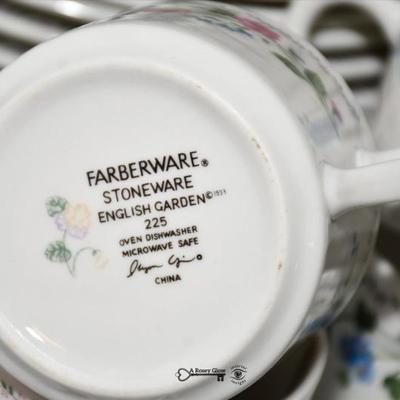 FARBERWARE®
STONEWARE
ENGLISH GARDEN©
225
OVEN DISHWASHER
MICROWAVE SAFE
CHINA
A Rosey Glow